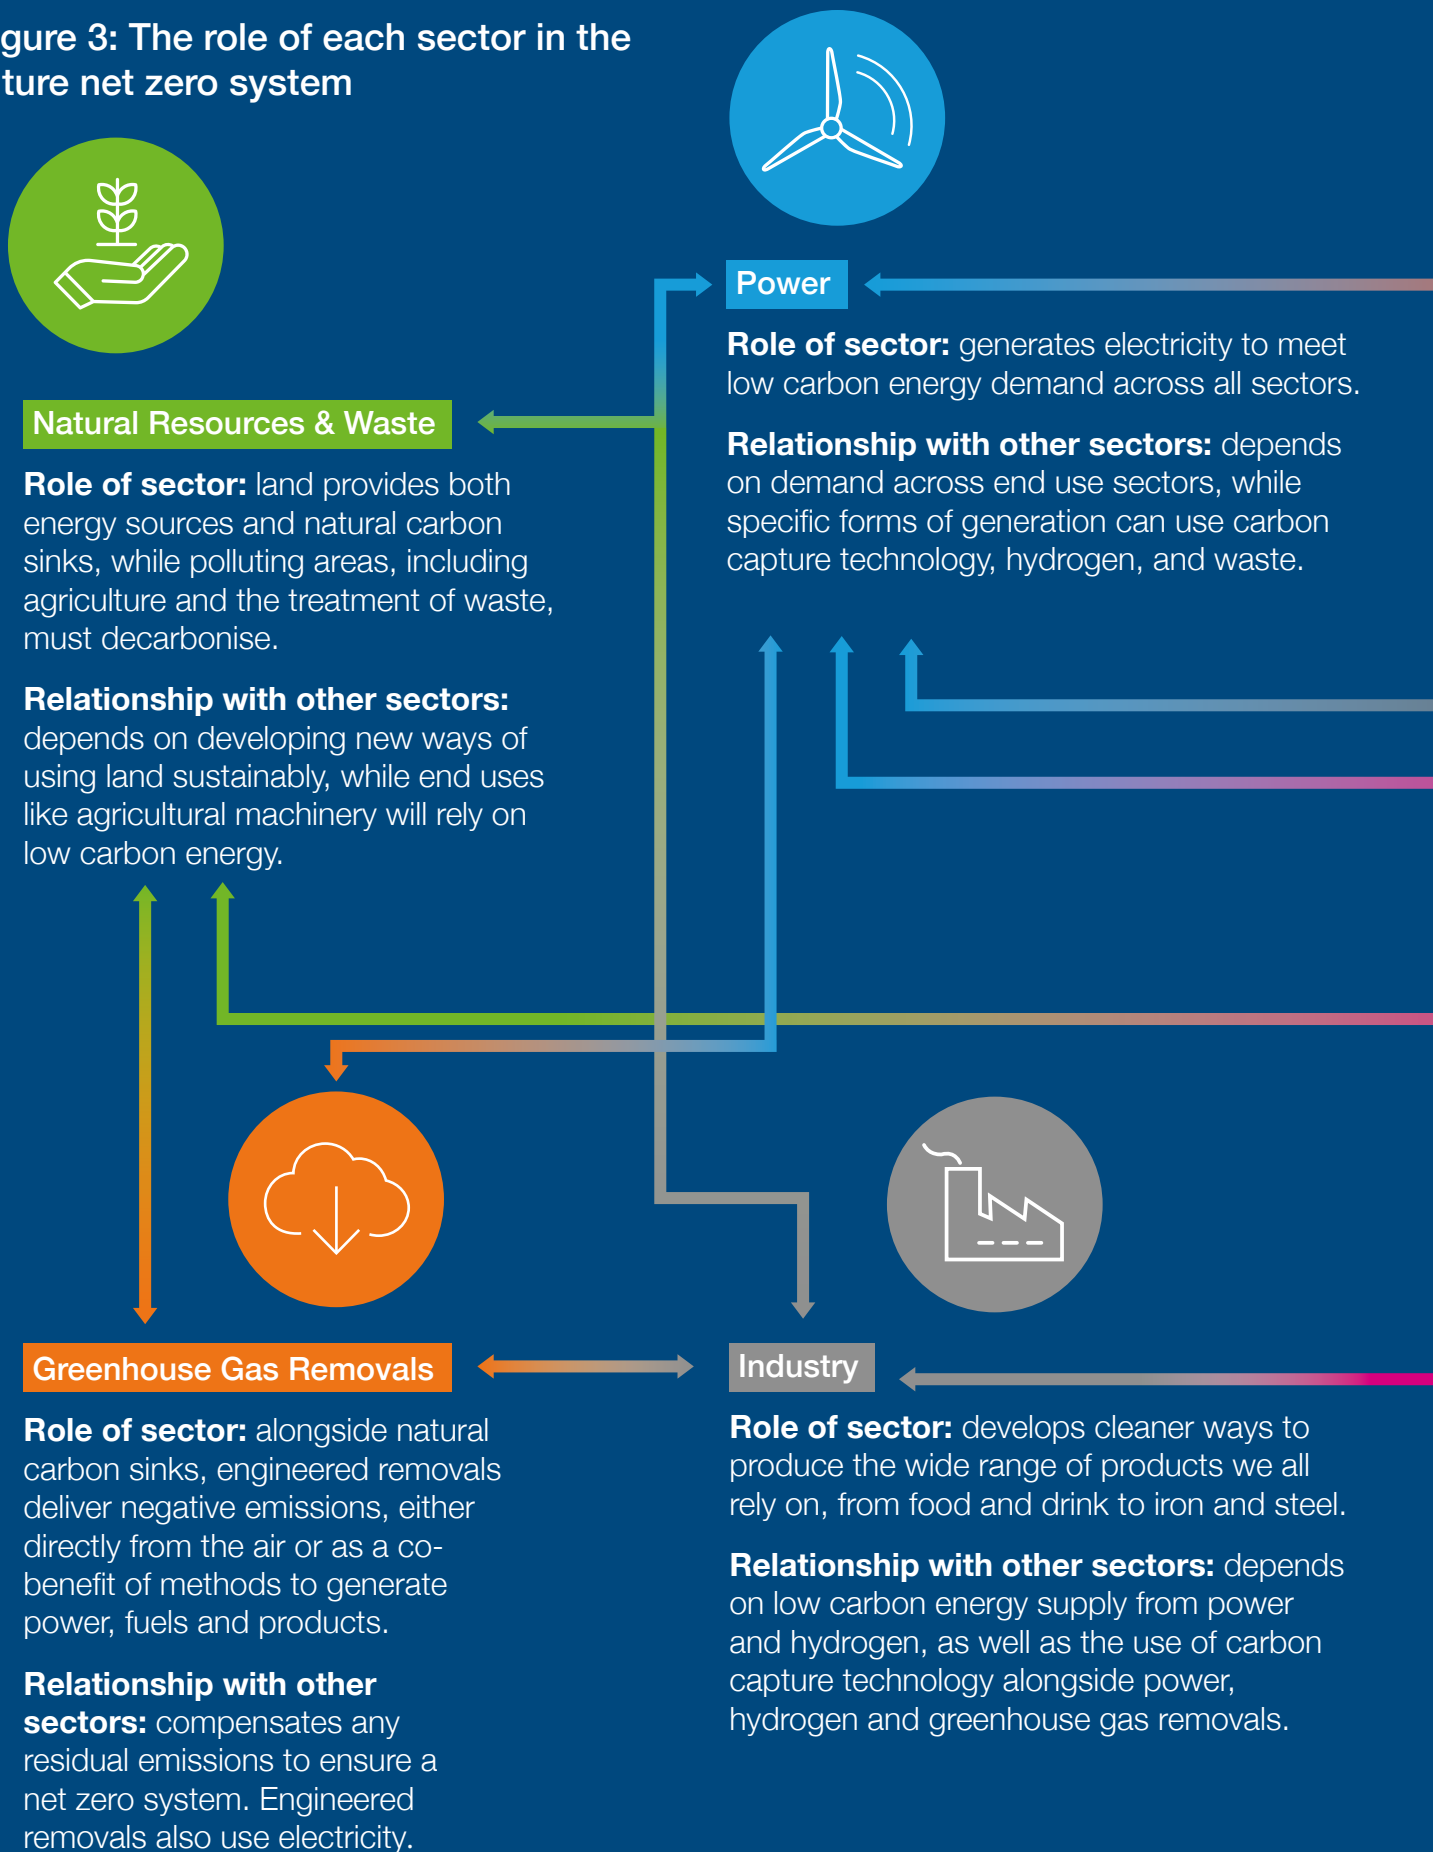 gure 3: The role of each sector in the
ture net zero system
Natural Resources & Waste
Role of sector: land provides both
energy sources and natural carbon
sinks, while polluting areas, including
agriculture and the treatment of waste,
must decarbonise.
Relationship with other sectors:
depends on developing new ways of
using land sustainably, while end uses
like agricultural machinery will rely on
low carbon energy.
Power
Role of sector: generates electricity to meet
low carbon energy demand across all sectors.
Relationship with other sectors: depends
on demand across end use sectors, while
specific forms of generation can use carbon
capture technology, hydrogen, and waste.
Greenhouse Gas Removals
Role of sector: alongside natural
carbon sinks, engineered removals
deliver negative emissions, either
directly from the air or as a co-
benefit of methods to generate
power, fuels and products.
Relationship with other
sectors: compensates any
residual emissions to ensure a
net zero system. Engineered
removals also use electricity.
Industry
Role of sector: develops cleaner ways to
produce the wide range of products we all
rely on, from food and drink to iron and steel.
Relationship with other sectors: depends
on low carbon energy supply from power
and hydrogen, as well as the use of carbon
capture technology alongside power,
hydrogen and greenhouse gas removals.